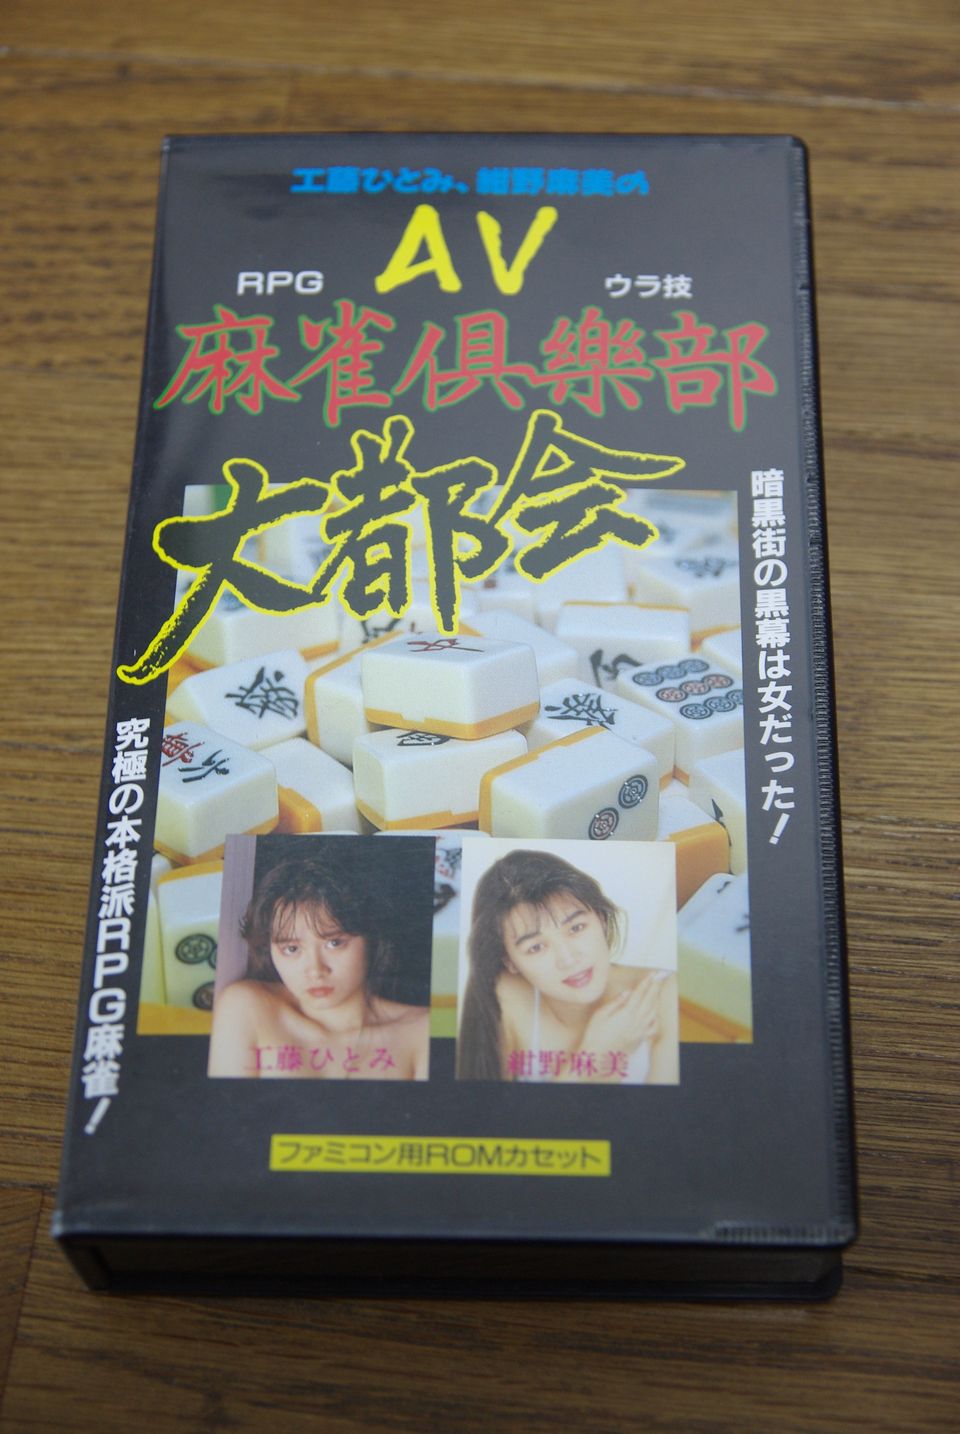 工藤ひとみ、紺野麻美の
AV
RPG
ウラ技
麻雀倶樂部
大都会
暗黒街の黒幕は女だった!
究極の本格派RPG麻雀!
工藤ひとみ
紺野麻美
ファミコン用ROMカセット